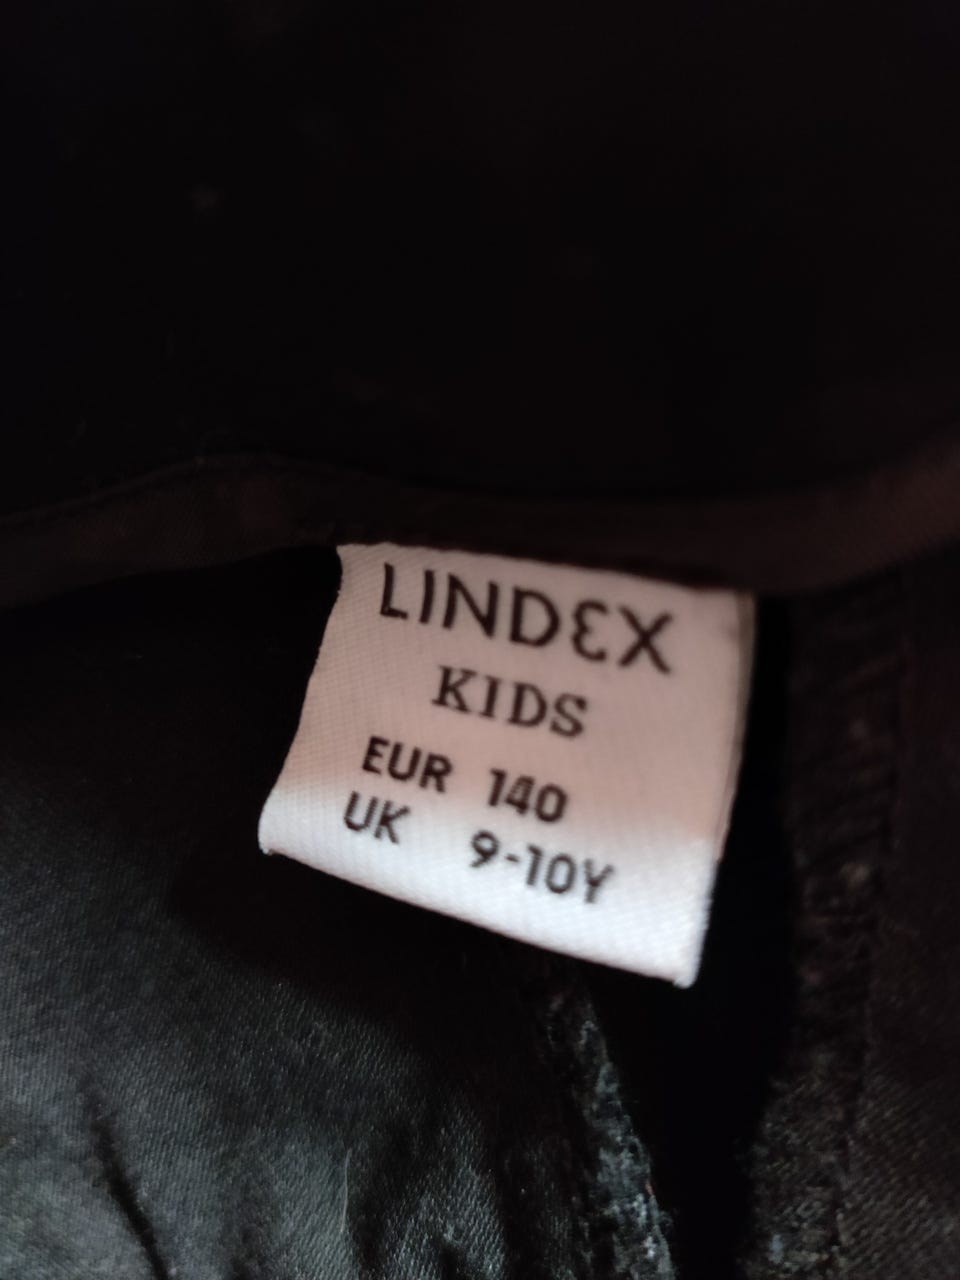 LINDEX
KIDS
EUR 140
UK 9-10Y